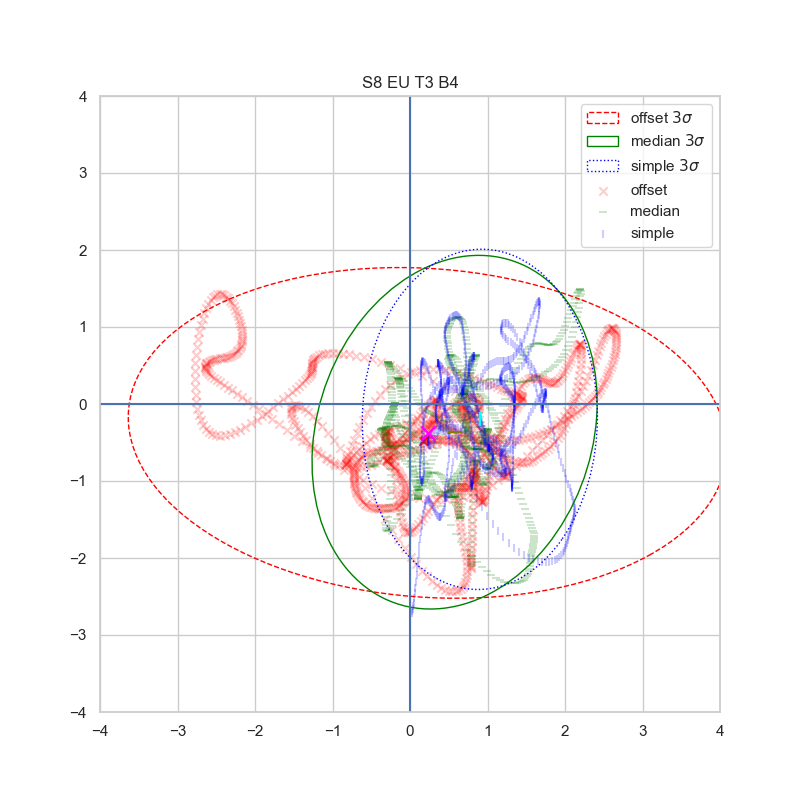 S8 EU T3 B4
offset 3σ
median 3σ
simple 3σ
offset
median
simple
4
3
2
1
0
−1
−2
−3
−4
−4 −3 −2 −1 0 1 2 3 4